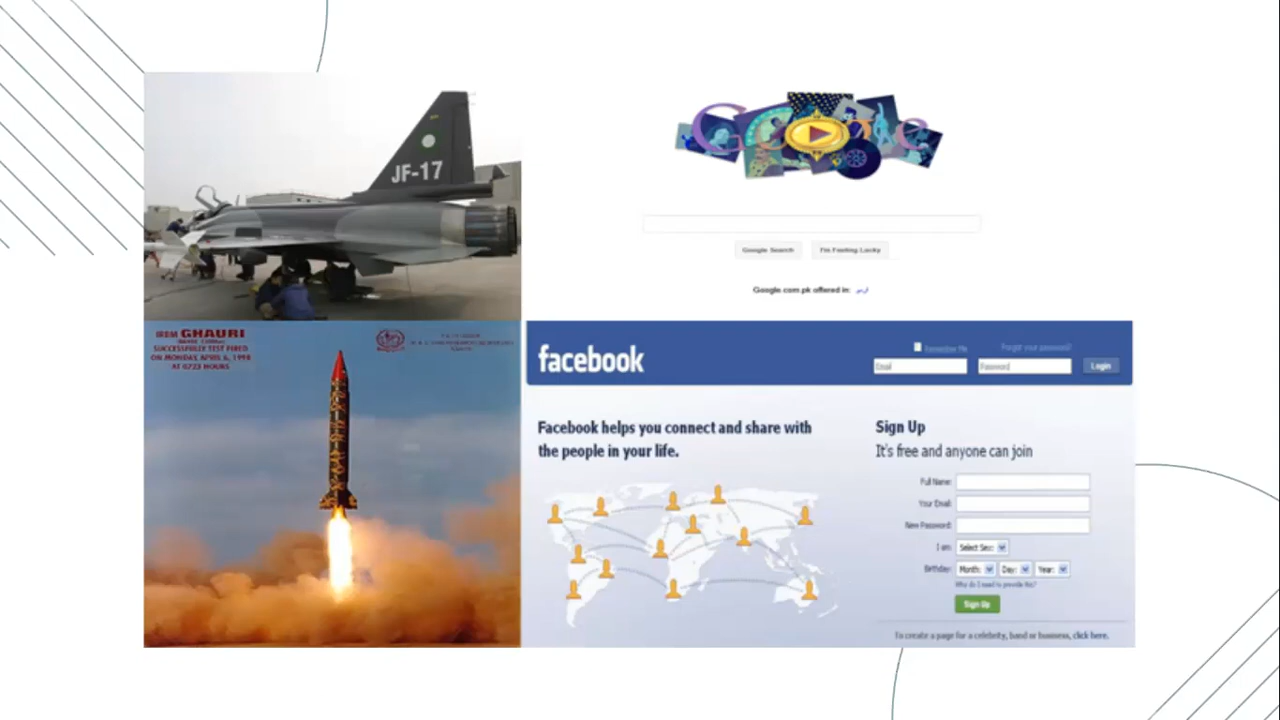 JF-17
Google
Google Search
I'm Feeling Lucky
Google.com.pk offered in: اردو
IRBM GHAURI
SUCCESSFULLY TEST FIRED
ON MONDAY, APRIL 6, 1998
AT 0723 HOURS
facebook
Remember Me
Forgot your password?
Email
Password
Login
Facebook helps you connect and share with
the people in your life.
Sign Up
It's free and anyone can join
Full Name:
Your Email:
New Password:
I am: Select Sex:
Birthday: Month: Day: Year:
Why do I need to provide this?
Sign Up
To create a page for a celebrity, band or business, click here.